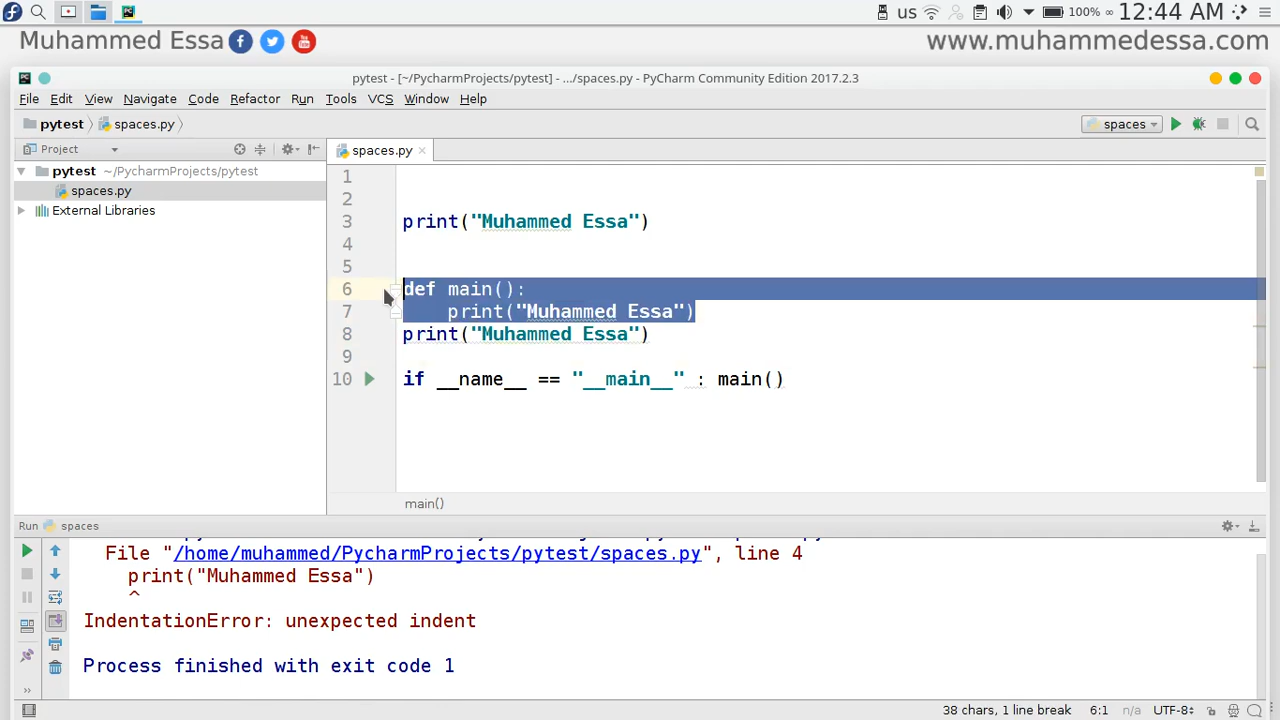 us 100% ∞ 12:44 AM
Muhammed Essa
www.muhammedessa.com
pytest - [~/PycharmProjects/pytest] - .../spaces.py - PyCharm Community Edition 2017.2.3
File Edit View Navigate Code Refactor Run Tools VCS Window Help
pytest spaces.py spaces
Project spaces.py
pytest ~/PycharmProjects/pytest
spaces.py
External Libraries
1
2
3 print("Muhammed Essa")
4
5
6 def main():
7 print("Muhammed Essa")
8 print("Muhammed Essa")
9
10 if __name__ == "__main__" : main()
main()
Run spaces
File "/home/muhammed/PycharmProjects/pytest/spaces.py", line 4
print("Muhammed Essa")
^
IndentationError: unexpected indent
Process finished with exit code 1
38 chars, 1 line break 6:1 n/a UTF-8